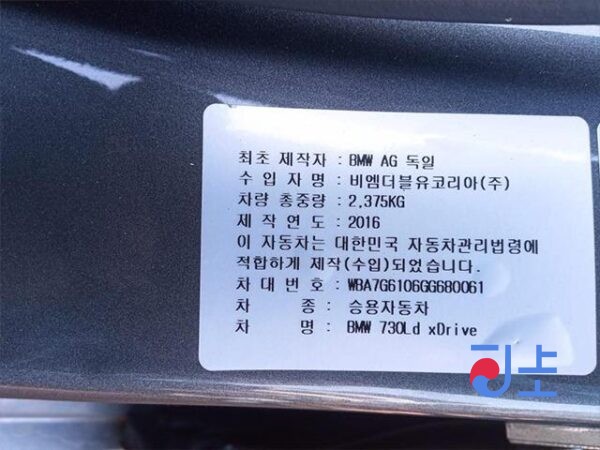 최초 제작자 : BMW AG 독일
수 입 자 명 : 비엠더블유코리아(주)
차량 총중량 : 2,375KG
제 작 연 도 : 2016
이 자동차는 대한민국 자동차관리법령에
적합하게 제작(수입)되었습니다.
차 대 번 호 : WBA7G6106GG680061
차 종 : 승용자동차
차 명 : BMW 730Ld xDrive